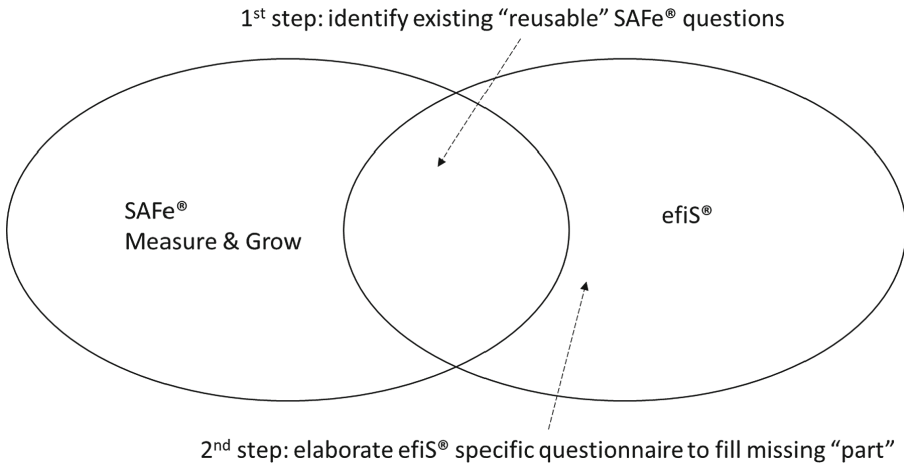 1st step: identify existing “reusable” SAFe® questions
SAFe®
Measure & Grow
efiS®
2nd step: elaborate efiS® specific questionnaire to fill missing “part”